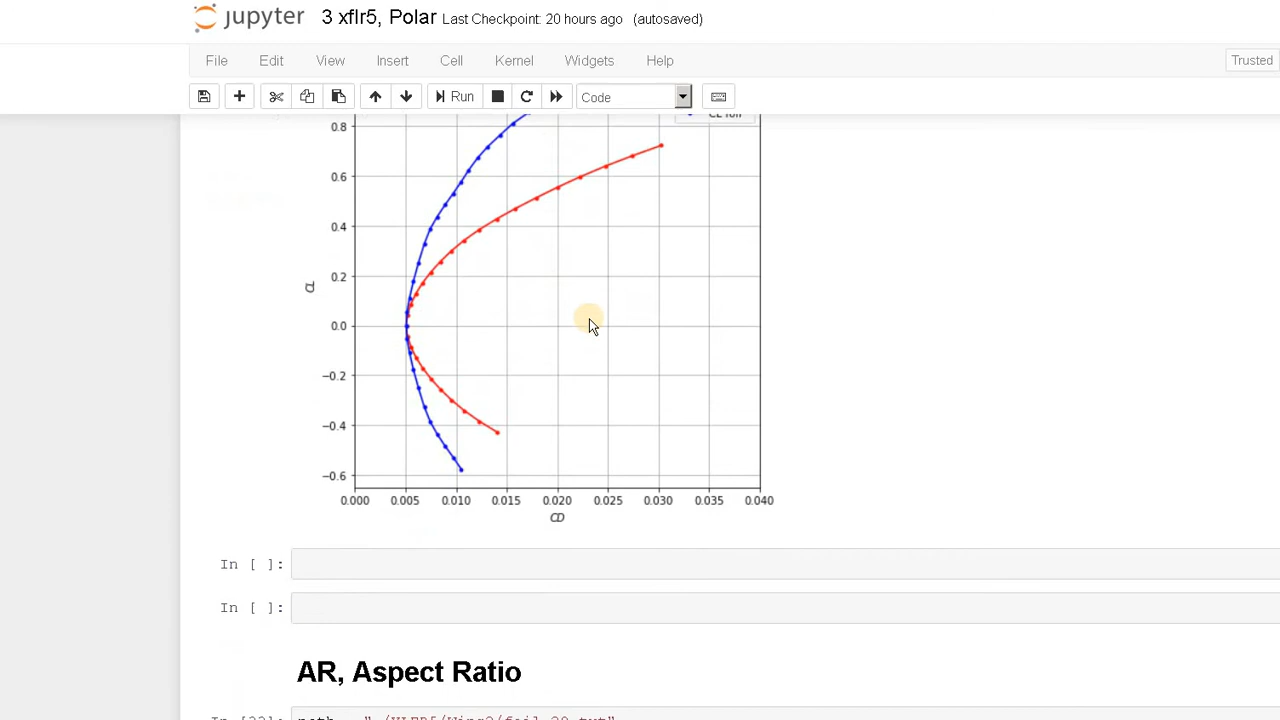 jupyter 3 xflr5, Polar Last Checkpoint: 20 hours ago (autosaved)
File Edit View Insert Cell Kernel Widgets Help Trusted
Run Code
0.8
0.6
0.4
0.2
0.0
−0.2
−0.4
−0.6
CL
0.000 0.005 0.010 0.015 0.020 0.025 0.030 0.035 0.040
CD
In [ ]:
In [ ]:
AR, Aspect Ratio